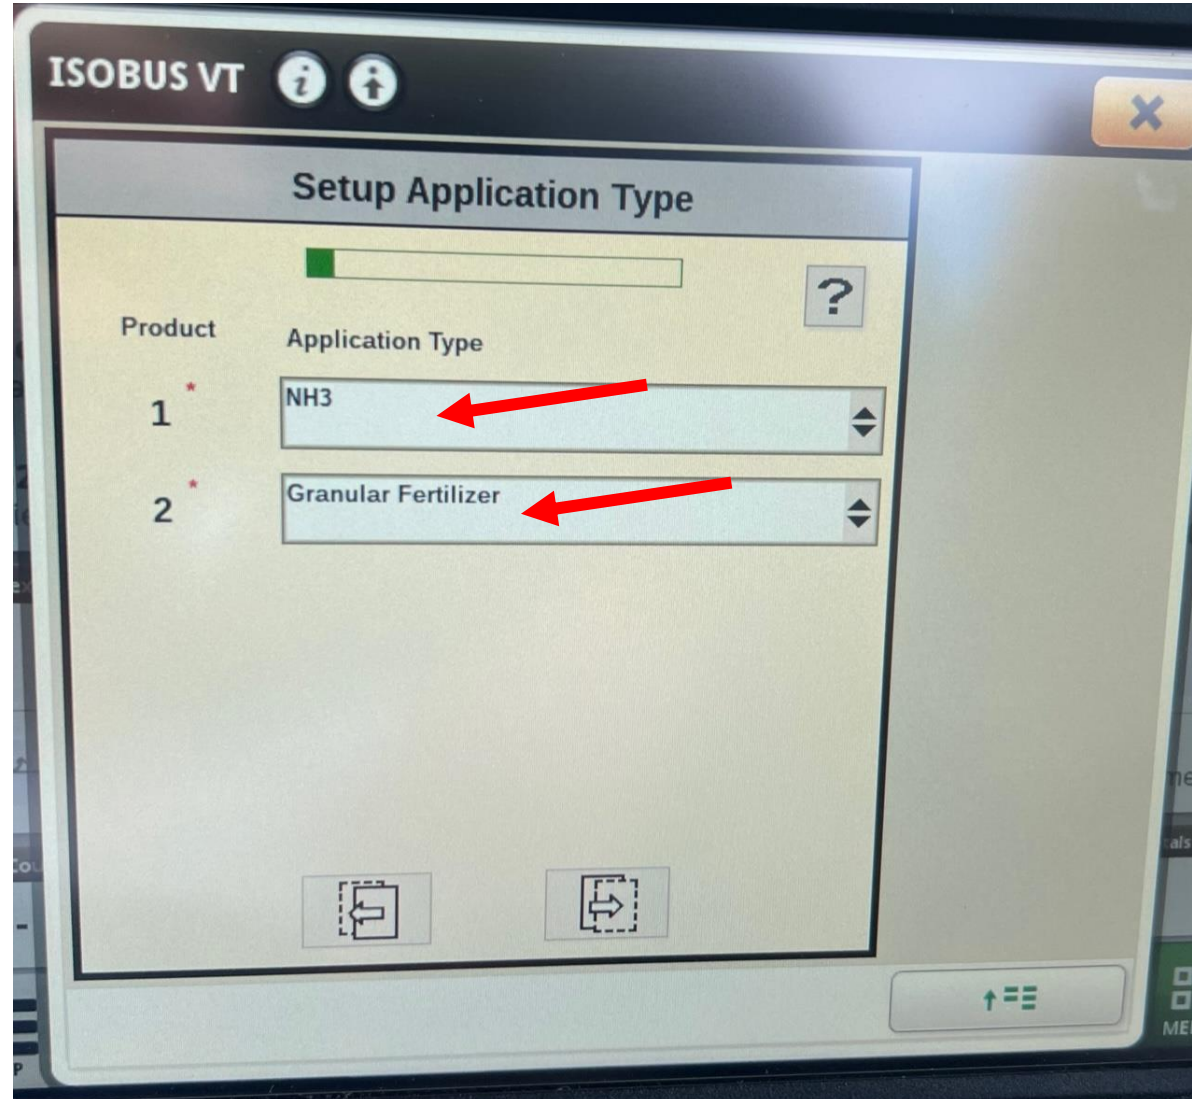 ISOBUS VT
Setup Application Type
?
Product
Application Type
1 *
NH3
2 *
Granular Fertilizer